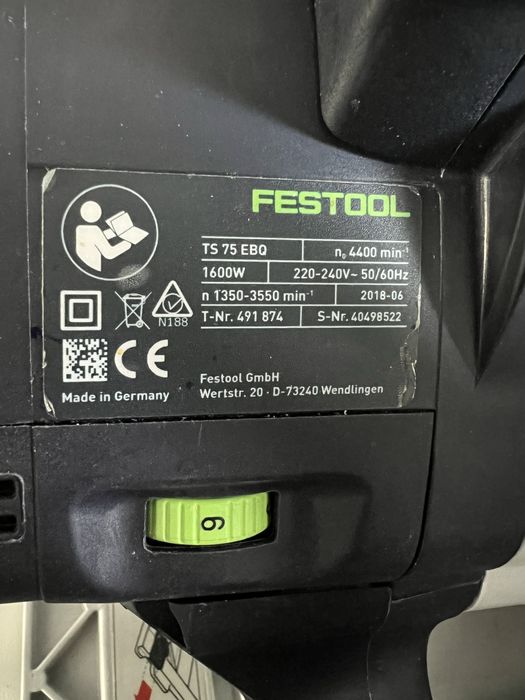 FESTOOL
TS 75 EBQ n₀ 4400 min⁻¹
1600W 220-240V~ 50/60Hz
n 1350-3550 min⁻¹ 2018-06
T-Nr. 491 874 S-Nr. 40498522
N188
CE
Made in Germany
Festool GmbH
Wertstr. 20 · D-73240 Wendlingen
6